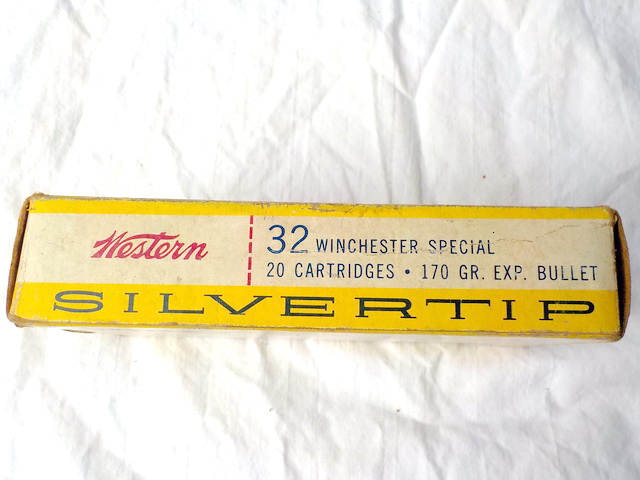 Western
32 WINCHESTER SPECIAL
20 CARTRIDGES • 170 GR. EXP. BULLET
SILVERTIP